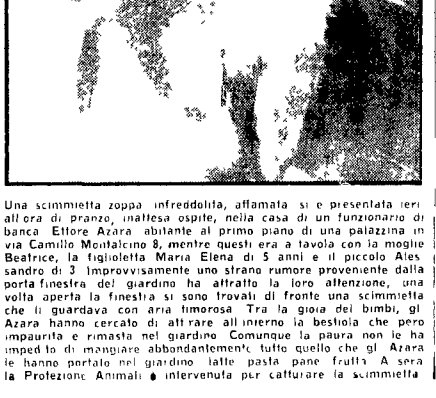 Una scimmietta zoppa infreddolita, affamata si e presentata ieri
all ora di pranzo, inattesa ospite, nella casa di un funzionario di
banca Ettore Azara abitante al primo piano di una palazzina in
via Camillo Montalcino 8, mentre questi era a tavola con la moglie
Beatrice, la figlioletta Maria Elena di 5 anni e il piccolo Ales
sandro di 3 Improvvisamente uno strano rumore proveniente dalla
porta finestra del giardino ha attratto la loro attenzione, una
volta aperta la finestra si sono trovati di fronte una scimmietta
che li guardava con aria timorosa Tra la gioia dei bimbi, gl
Azara hanno cercato di attirare all interno la bestiola che pero
impaurita e rimasta nel giardino Comunque la paura non le ha
impedito di mangiare abbondantemente tutto quello che gl Azara
le hanno portato nel giardino latte pasta pane frutta A sera
la Protezione Animali e intervenuta per catturare la scimmietta